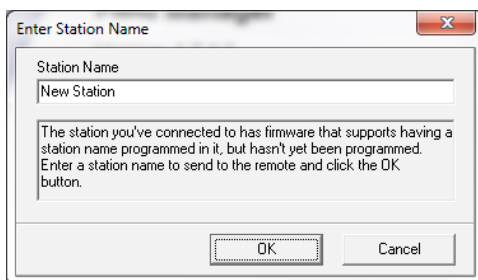 Enter Station Name
Station Name
New Station
The station you've connected to has firmware that supports having a
station name programmed in it, but hasn't yet been programmed.
Enter a station name to send to the remote and click the OK
button.
OK
Cancel